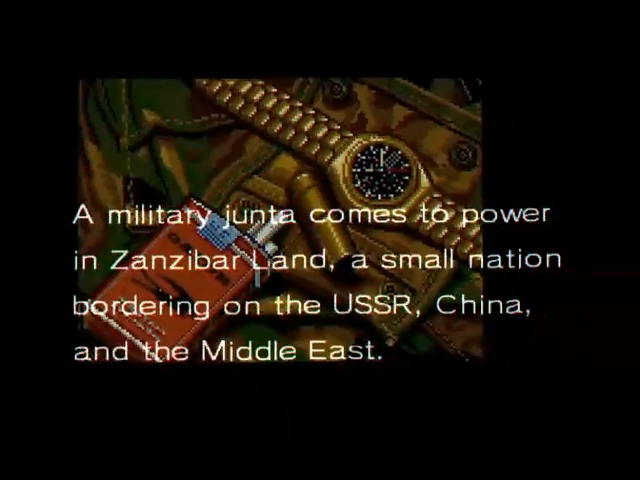 A military junta comes to power
in Zanzibar Land, a small nation
bordering on the USSR, China,
and the Middle East.